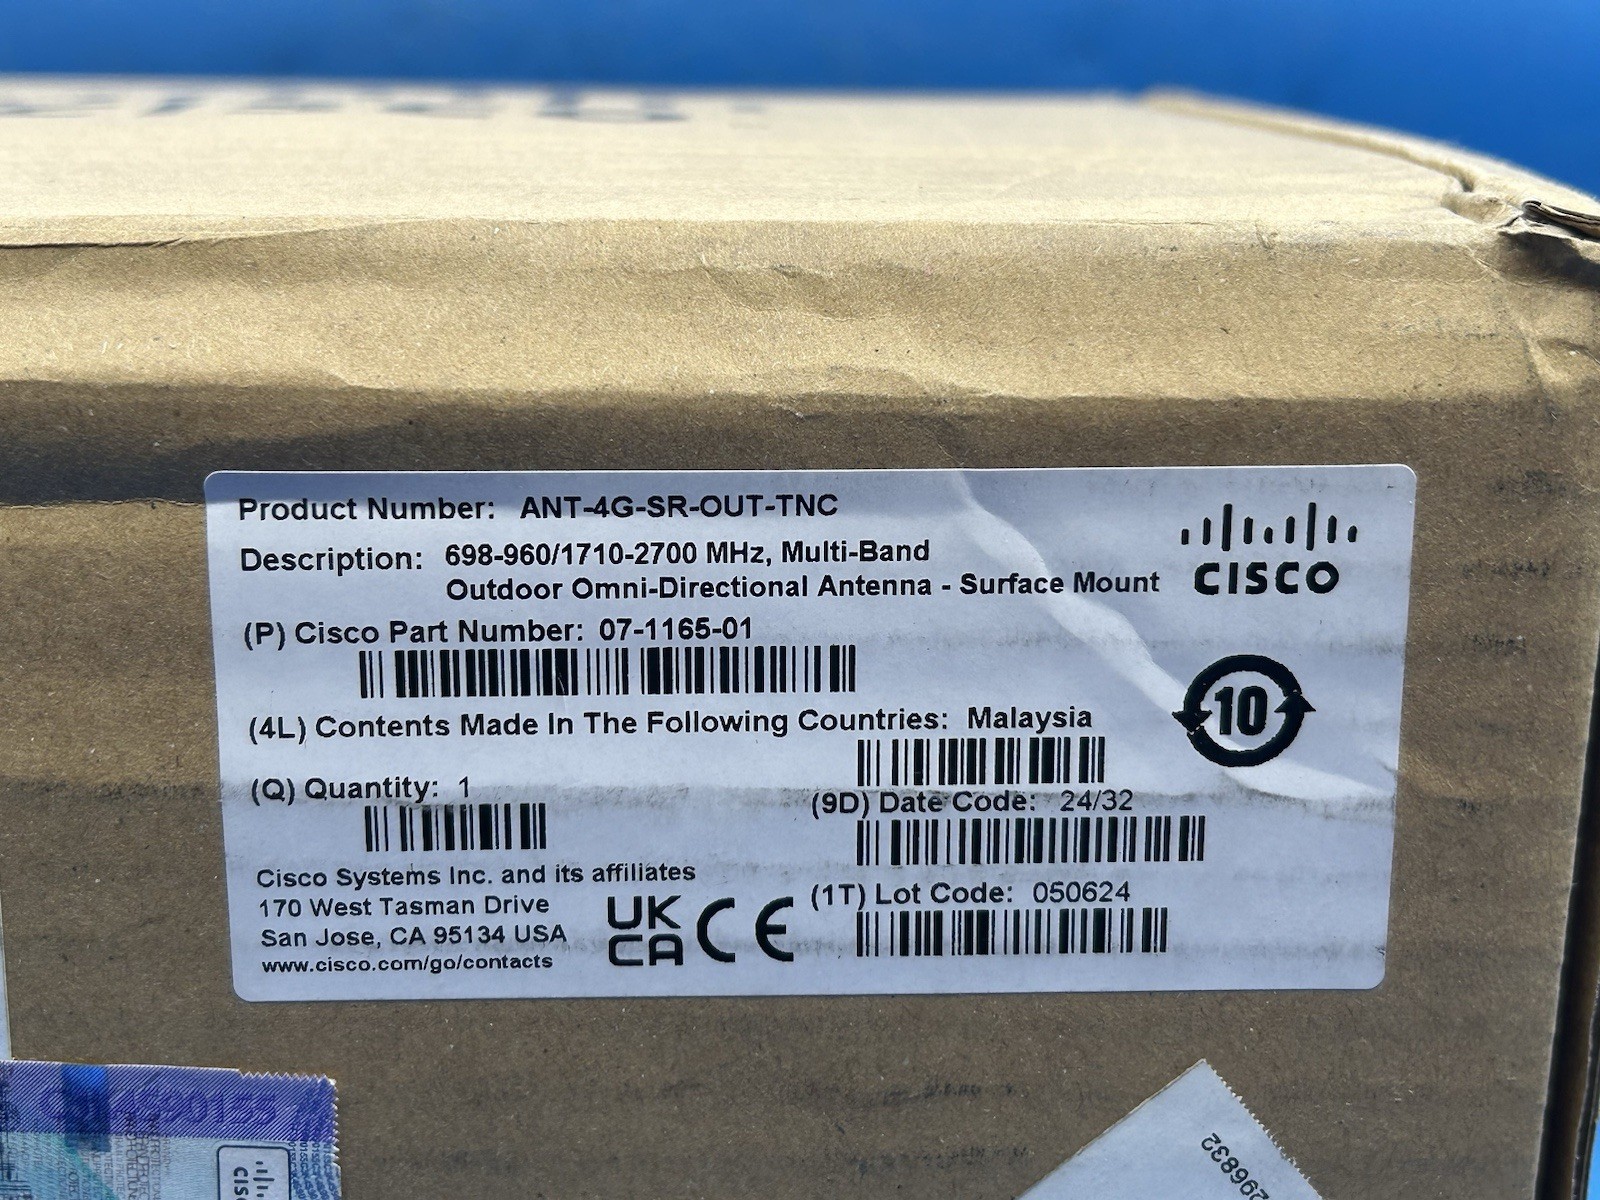 Product Number: ANT-4G-SR-OUT-TNC
Description: 698-960/1710-2700 MHz, Multi-Band
Outdoor Omni-Directional Antenna - Surface Mount
CISCO
(P) Cisco Part Number: 07-1165-01
10
(4L) Contents Made In The Following Countries: Malaysia
(Q) Quantity: 1
(9D) Date Code: 24/32
(1T) Lot Code: 050624
Cisco Systems Inc. and its affiliates
170 West Tasman Drive
San Jose, CA 95134 USA
www.cisco.com/go/contacts
UK
CA
CE